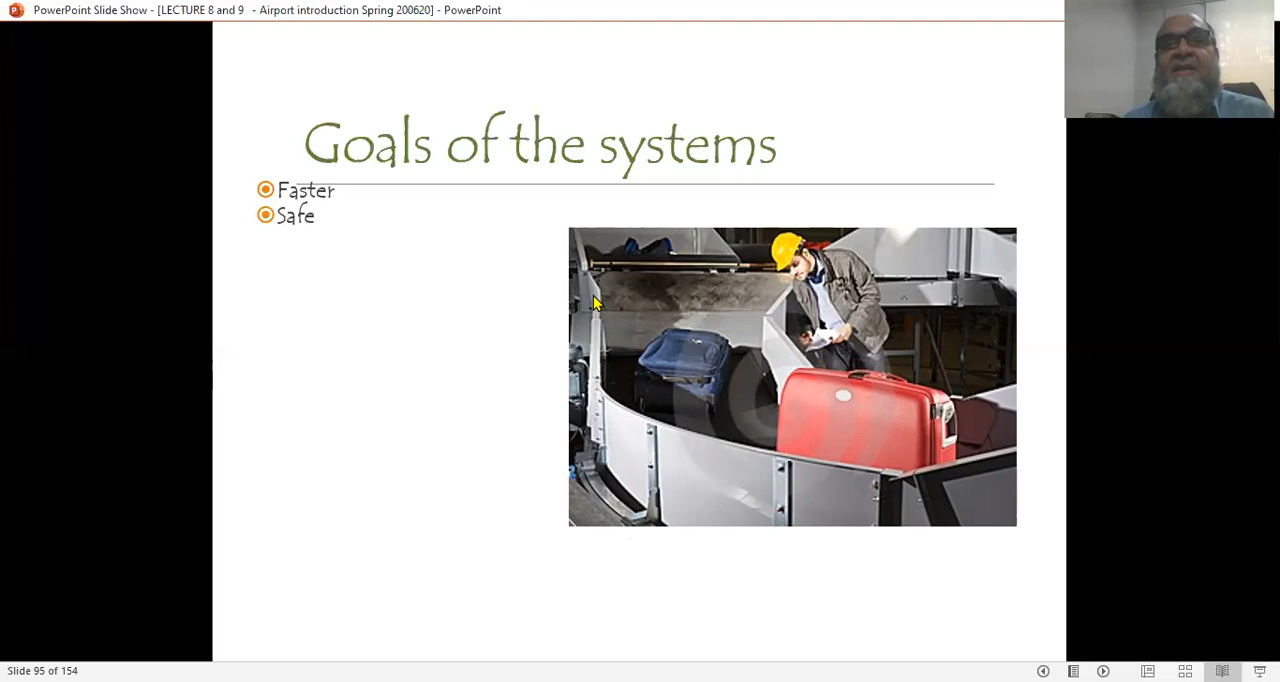 PowerPoint Slide Show - [LECTURE 8 and 9 - Airport introduction Spring 200620] - PowerPoint
Goals of the systems
Faster
Safe
Slide 95 of 154